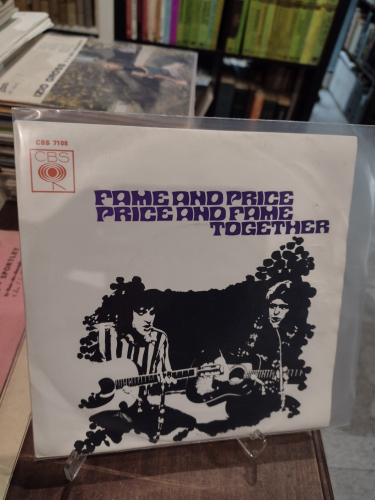 CBS 7108
CBS
FAME AND PRICE
PRICE AND FAME
TOGETHER